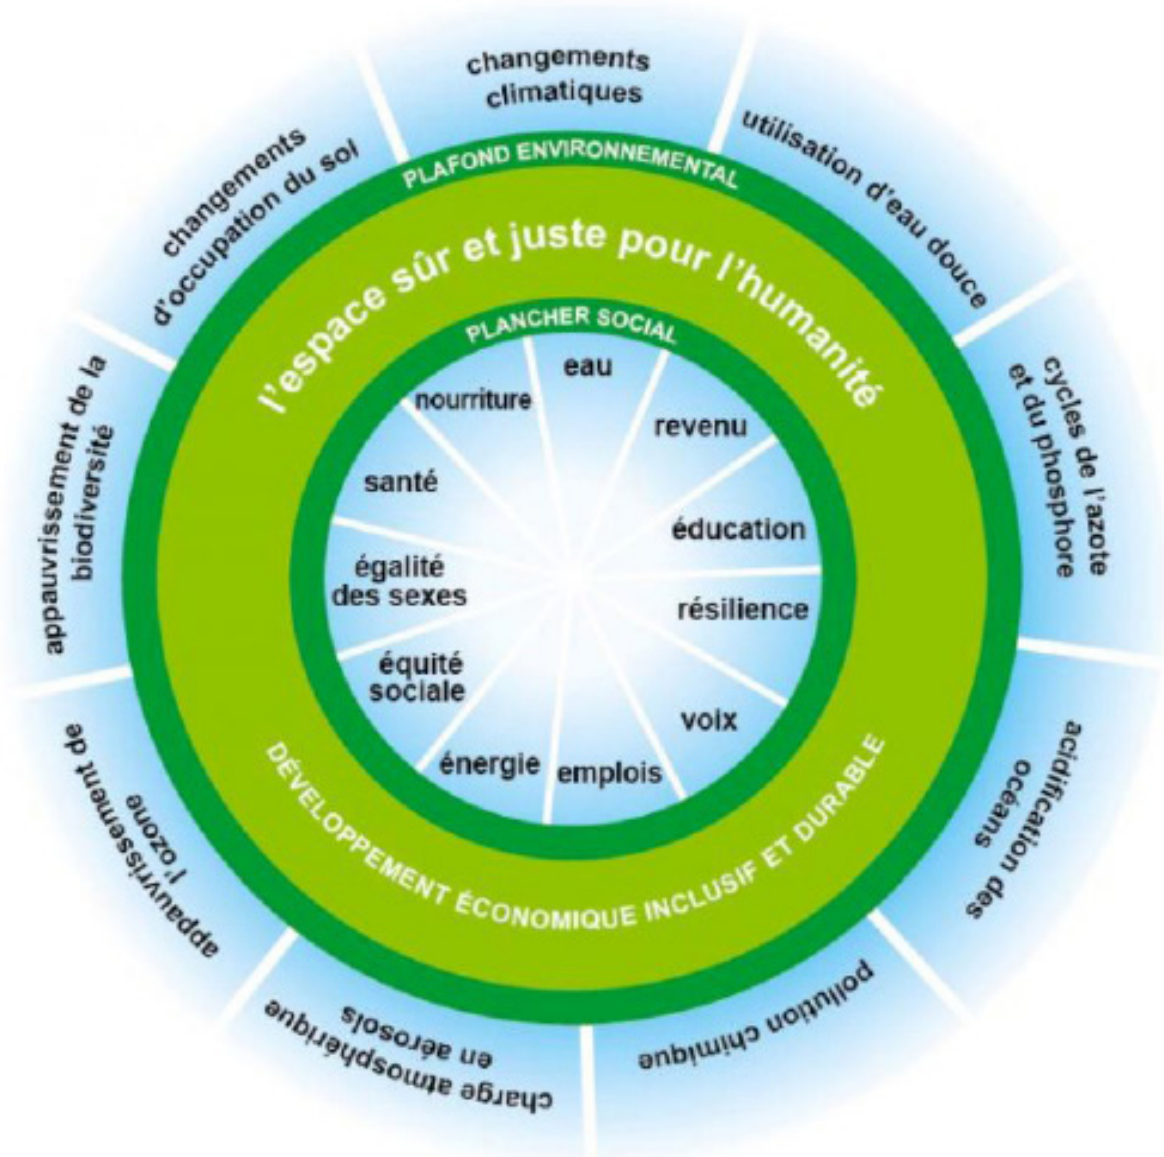 changements
climatiques
utilisation d'eau douce
cycles de l'azote
et du phosphore
acidification des
océans
pollution chimique
charge atmosphérique
en aérosols
appauvrissement de
l'ozone
appauvrissement de la
biodiversité
changements
d'occupation du sol
PLAFOND ENVIRONNEMENTAL
l'espace sûr et juste pour l'humanité
PLANCHER SOCIAL
eau
revenu
éducation
résilience
voix
emplois
énergie
équité
sociale
égalité
des sexes
santé
nourriture
DÉVELOPPEMENT ÉCONOMIQUE INCLUSIF ET DURABLE